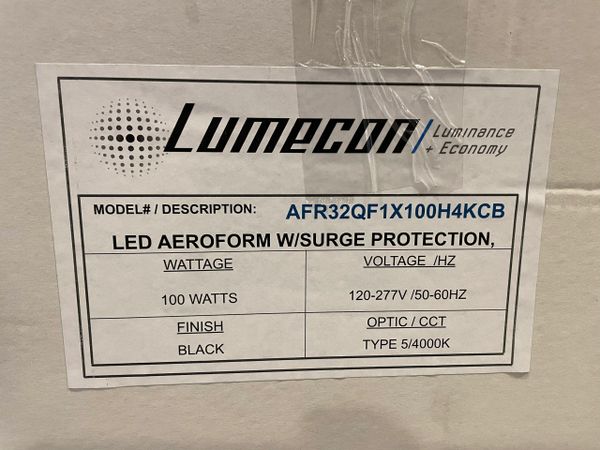 Lumecon/ Luminance
+ Economy
MODEL# / DESCRIPTION: AFR32QF1X100H4KCB
LED AEROFORM W/SURGE PROTECTION,
WATTAGE VOLTAGE /HZ
100 WATTS 120-277V /50-60HZ
FINISH OPTIC / CCT
BLACK TYPE 5/4000K